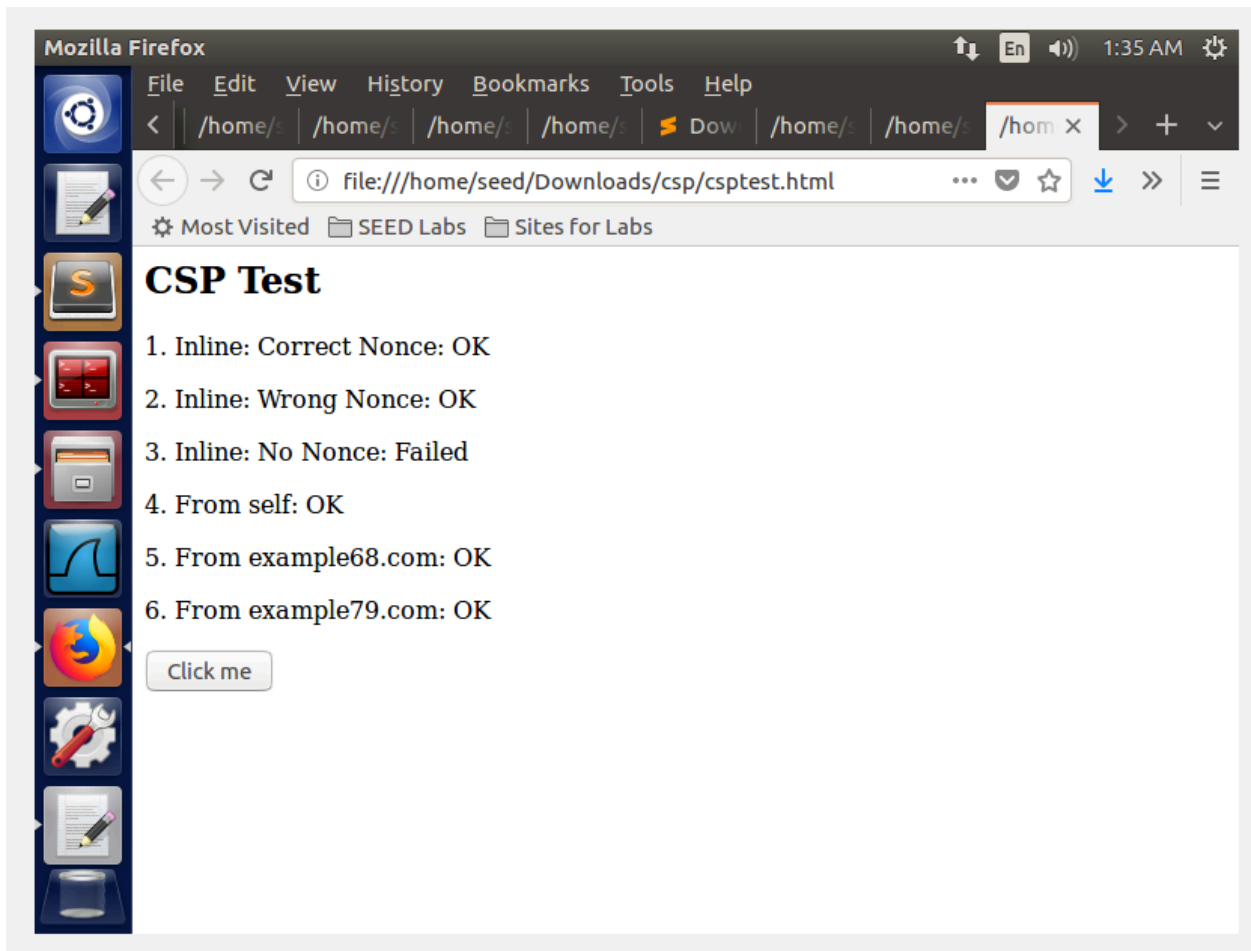 Mozilla Firefox En 1:35 AM
File Edit View History Bookmarks Tools Help
/home/s /home/s /home/s /home/s Dow /home/s /home/s /hom
file:///home/seed/Downloads/csp/csptest.html
Most Visited SEED Labs Sites for Labs
CSP Test
1. Inline: Correct Nonce: OK
2. Inline: Wrong Nonce: OK
3. Inline: No Nonce: Failed
4. From self: OK
5. From example68.com: OK
6. From example79.com: OK
Click me